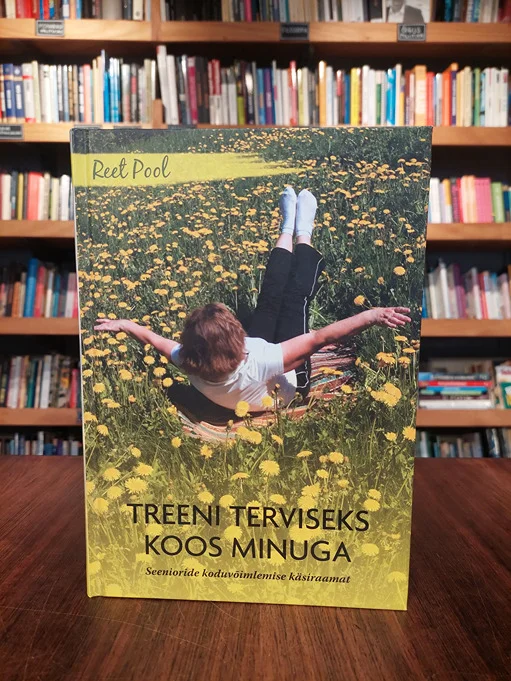 Reet Pool
TREENI TERVISEKS
KOOS MINUGA
Seenioride koduvõimlemise käsiraamat